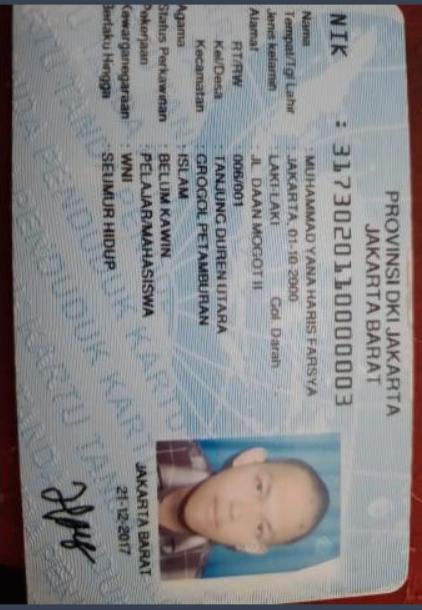 PROVINSI DKI JAKARTA
JAKARTA BARAT
NIK : 3173020110000003
Nama : MUHAMMAD YANA HARIS FARSYA
Tempat/Tgl Lahir : JAKARTA, 01-10-2000
Jenis kelamin : LAKI-LAKI Gol. Darah : -
Alamat : JL. DAAN MOGOT II
RT/RW : 006/001
Kel/Desa : TANJUNG DUREN UTARA
Kecamatan : GROGOL PETAMBURAN
Agama : ISLAM
Status Perkawinan : BELUM KAWIN
Pekerjaan : PELAJAR/MAHASISWA
Kewarganegaraan : WNI
Berlaku Hingga : SEUMUR HIDUP
JAKARTA BARAT
21-12-2017